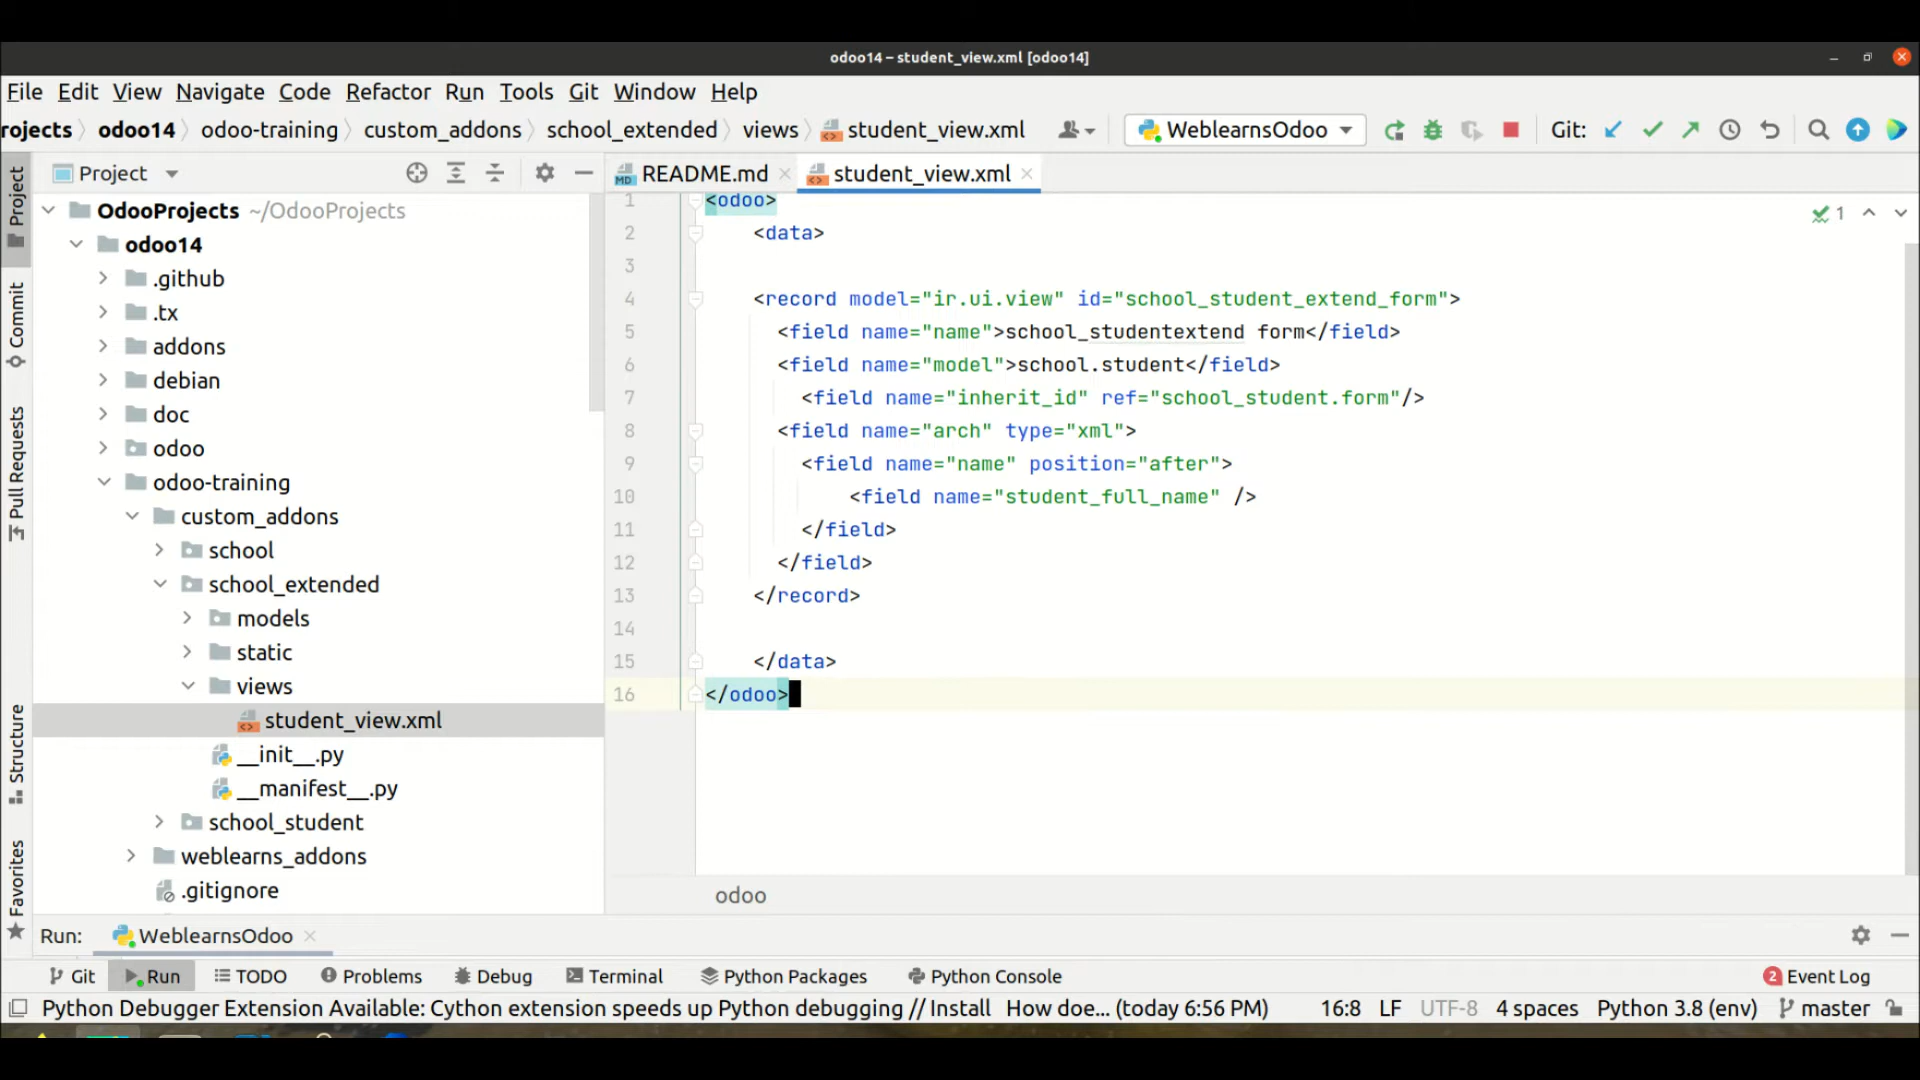 odoo14 – student_view.xml [odoo14]
File Edit View Navigate Code Refactor Run Tools Git Window Help
rojects odoo14 odoo-training custom_addons school_extended views student_view.xml WeblearnsOdoo Git:
Project
README.md student_view.xml
OdooProjects ~/OdooProjects
odoo14
.github
.tx
addons
debian
doc
odoo
odoo-training
custom_addons
school
school_extended
models
static
views
student_view.xml
__init__.py
__manifest__.py
school_student
weblearns_addons
.gitignore
Project
Commit
Pull Requests
Structure
Favorites
1 <odoo>
2 <data>
3
4 <record model="ir.ui.view" id="school_student_extend_form">
5 <field name="name">school_studentextend form</field>
6 <field name="model">school.student</field>
7 <field name="inherit_id" ref="school_student.form"/>
8 <field name="arch" type="xml">
9 <field name="name" position="after">
10 <field name="student_full_name" />
11 </field>
12 </field>
13 </record>
14
15 </data>
16 </odoo>
1
odoo
Run: WeblearnsOdoo
Git Run TODO Problems Debug Terminal Python Packages Python Console 2 Event Log
Python Debugger Extension Available: Cython extension speeds up Python debugging // Install How doe... (today 6:56 PM) 16:8 LF UTF-8 4 spaces Python 3.8 (env) master